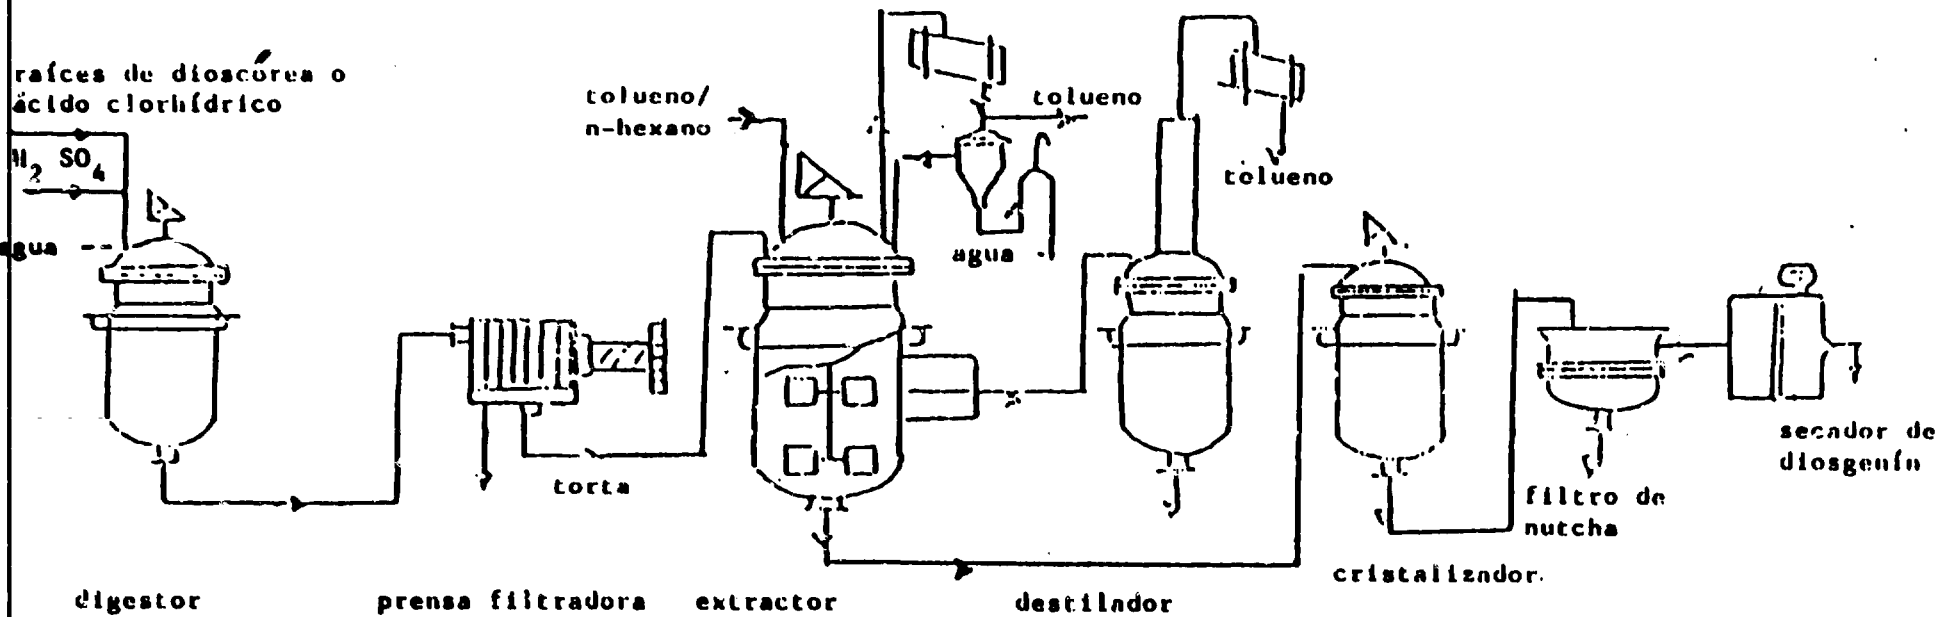 raíces de dioscórea o
ácido clorhídrico
H2 SO4
agua
tolueno/
n-hexano
tolueno
agua
tolueno
torta
secador de
diosgenín
filtro de
nutcha
cristalizador.
digestor
prensa filtradora
extractor
destilador